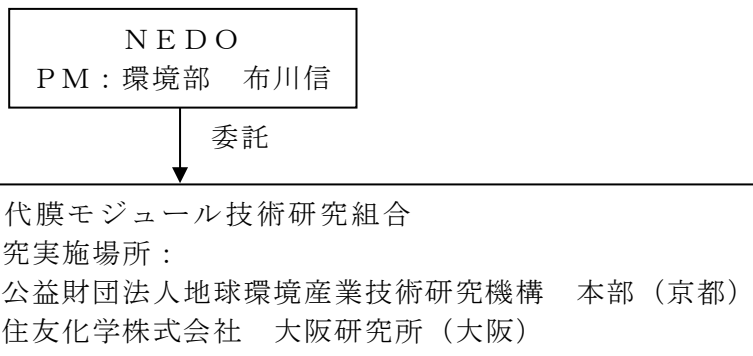 ＮＥＤＯ
ＰＭ：環境部　布川信
委託
代膜モジュール技術研究組合
究実施場所：
公益財団法人地球環境産業技術研究機構　本部（京都）
住友化学株式会社　大阪研究所（大阪）